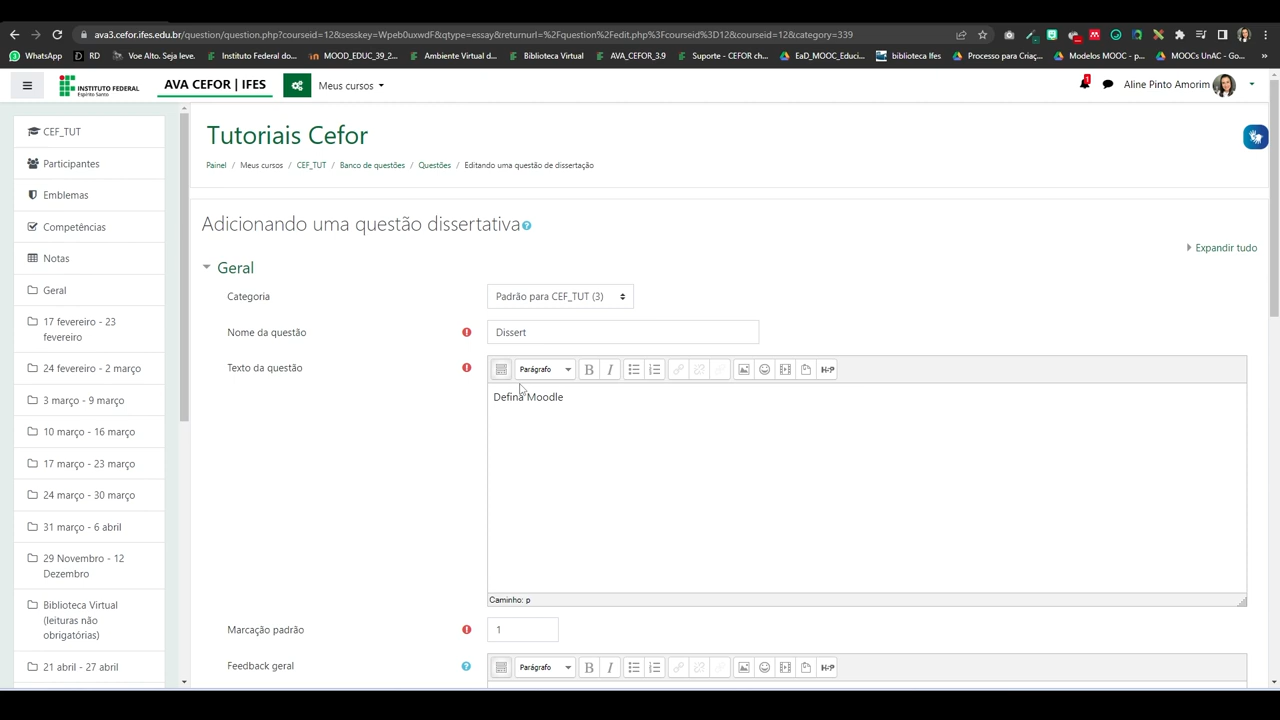 ava3.cefor.ifes.edu.br/question/question.php?courseid=12&sesskey=Wpeb0uxwdF&qtype=essay&returnurl=%2Fquestion%2Fedit.php%3Fcourseid%3D12&courseid=12&category=339
WhatsApp RD Voe Alto. Seja leve. Instituto Federal do... MOOD_EDUC_39_2... Ambiente Virtual d... Biblioteca Virtual AVA_CEFOR_3.9 Suporte - CEFOR ch... EaD_MOOC_Educi... biblioteca Ifes Processo para Criaç... Modelos MOOC - p... MOOCs UnAC - Go... »
INSTITUTO FEDERAL
Espírito Santo
AVA CEFOR | IFES
Meus cursos
1
Aline Pinto Amorim
CEF_TUT
Participantes
Emblemas
Competências
Notas
Geral
17 fevereiro - 23
fevereiro
24 fevereiro - 2 março
3 março - 9 março
10 março - 16 março
17 março - 23 março
24 março - 30 março
31 março - 6 abril
29 Novembro - 12
Dezembro
Biblioteca Virtual
(leituras não
obrigatórias)
21 abril - 27 abril
Tutoriais Cefor
Painel / Meus cursos / CEF_TUT / Banco de questões / Questões / Editando uma questão de dissertação
Adicionando uma questão dissertativa
Expandir tudo
Geral
Categoria
Padrão para CEF_TUT (3)
Nome da questão
Dissert
Texto da questão
Parágrafo B I H-P
Defina Moodle
Caminho: p
Marcação padrão
1
Feedback geral
Parágrafo B I H-P